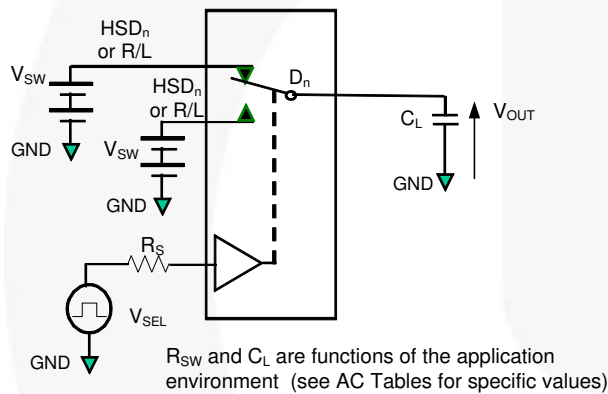 HSDn
or R/L
VSW
GND
HSDn
or R/L
VSW
GND
Dn
CL
VOUT
GND
RS
VSEL
GND
RSW and CL are functions of the application
environment (see AC Tables for specific values)